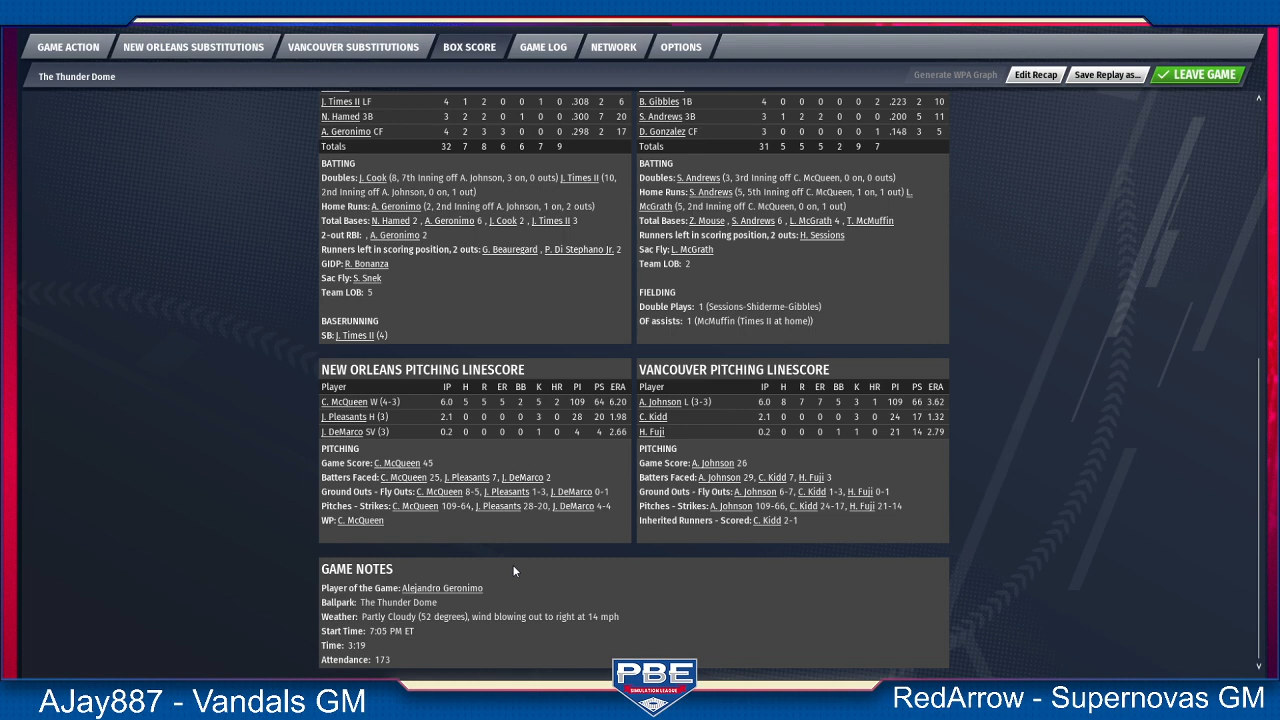 GAME ACTION NEW ORLEANS SUBSTITUTIONS VANCOUVER SUBSTITUTIONS BOX SCORE GAME LOG NETWORK OPTIONS
The Thunder Dome Generate WPA Graph Edit Recap Save Replay as... LEAVE GAME
J. Times II LF 4 1 2 0 0 1 0 .308 2 6
N. Hamed 3B 3 2 2 0 1 0 0 .300 7 20
A. Geronimo CF 4 2 3 3 0 0 0 .298 2 17
Totals 32 7 8 6 6 7 9
BATTING
Doubles: J. Cook (8, 7th Inning off A. Johnson, 3 on, 0 outs) J. Times II (10,
2nd Inning off A. Johnson, 0 on, 1 out)
Home Runs: A. Geronimo (2, 2nd Inning off A. Johnson, 1 on, 2 outs)
Total Bases: N. Hamed 2 , A. Geronimo 6 , J. Cook 2 , J. Times II 3
2-out RBI: , A. Geronimo 2
Runners left in scoring position, 2 outs: G. Beauregard , P. Di Stephano Jr. 2
GIDP: R. Bonanza
Sac Fly: S. Snek
Team LOB: 5
BASERUNNING
SB: J. Times II (4)
B. Gibbles 1B 4 0 0 0 0 2 .223 2 10
S. Andrews 3B 3 1 2 2 0 0 0 .200 5 11
D. Gonzalez CF 3 0 0 0 0 1 .148 3 5
Totals 31 5 5 5 2 9 7
BATTING
Doubles: S. Andrews (3, 3rd Inning off C. McQueen, 0 on, 0 outs)
Home Runs: S. Andrews (5, 5th Inning off C. McQueen, 1 on, 1 out) L.
McGrath (5, 2nd Inning off C. McQueen, 0 on, 1 out)
Total Bases: Z. Mouse , S. Andrews 6 , L. McGrath 4 , T. McMuffin
Runners left in scoring position, 2 outs: H. Sessions
Sac Fly: L. McGrath
Team LOB: 2
FIELDING
Double Plays: 1 (Sessions-Shiderme-Gibbles)
OF assists: 1 (McMuffin (Times II at home))
NEW ORLEANS PITCHING LINESCORE
Player IP H R ER BB K HR PI PS ERA
C. McQueen W (4-3) 6.0 5 5 5 2 5 2 109 64 6.20
J. Pleasants H (3) 2.1 0 0 0 0 3 0 28 20 1.98
J. DeMarco SV (3) 0.2 0 0 0 0 1 0 4 4 2.66
PITCHING
Game Score: C. McQueen 45
Batters Faced: C. McQueen 25, J. Pleasants 7, J. DeMarco 2
Ground Outs - Fly Outs: C. McQueen 8-5, J. Pleasants 1-3, J. DeMarco 0-1
Pitches - Strikes: C. McQueen 109-64, J. Pleasants 28-20, J. DeMarco 4-4
WP: C. McQueen
VANCOUVER PITCHING LINESCORE
Player IP H R ER BB K HR PI PS ERA
A. Johnson L (3-3) 6.0 8 7 7 5 3 1 109 66 3.62
C. Kidd 2.1 0 0 0 0 3 0 24 17 1.32
H. Fuji 0.2 0 0 0 1 1 0 21 14 2.79
PITCHING
Game Score: A. Johnson 26
Batters Faced: A. Johnson 29, C. Kidd 7, H. Fuji 3
Ground Outs - Fly Outs: A. Johnson 6-7, C. Kidd 1-3, H. Fuji 0-1
Pitches - Strikes: A. Johnson 109-66, C. Kidd 24-17, H. Fuji 21-14
Inherited Runners - Scored: C. Kidd 2-1
GAME NOTES
Player of the Game: Alejandro Geronimo
Ballpark: The Thunder Dome
Weather: Partly Cloudy (52 degrees), wind blowing out to right at 14 mph
Start Time: 7:05 PM ET
Time: 3:19
Attendance: 173
PBE
SIMULATION LEAGUE
AJay887 - Vandals GM
RedArrow - Supernovas GM